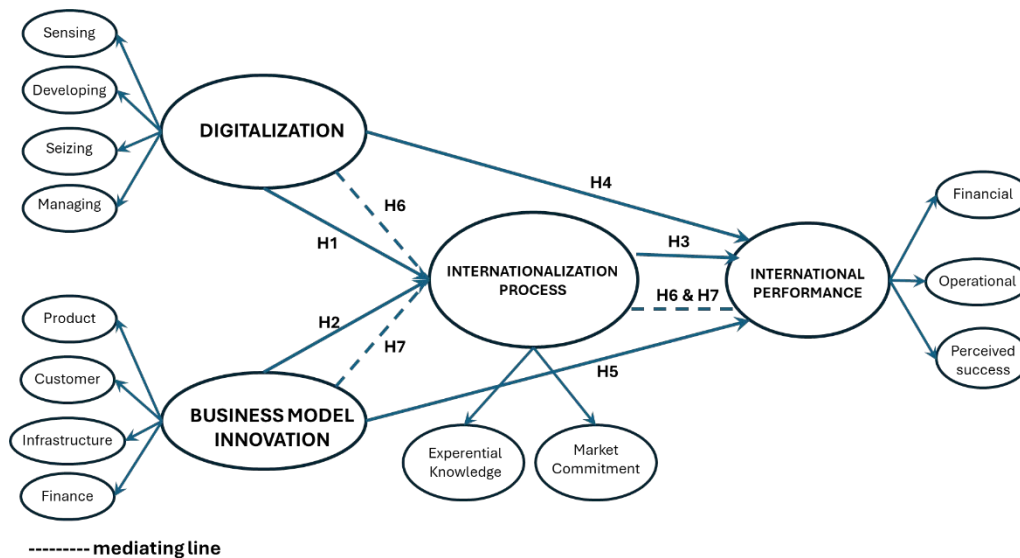 Sensing
Developing
Seizing
Managing
DIGITALIZATION
H4
H6
H1
H3
INTERNATIONALIZATION
PROCESS
INTERNATIONAL
PERFORMANCE
H6 & H7
Financial
Operational
Perceived
success
H2
H7
H5
Product
Customer
Infrastructure
Finance
BUSINESS MODEL
INNOVATION
Experential
Knowledge
Market
Commitment
--------- mediating line